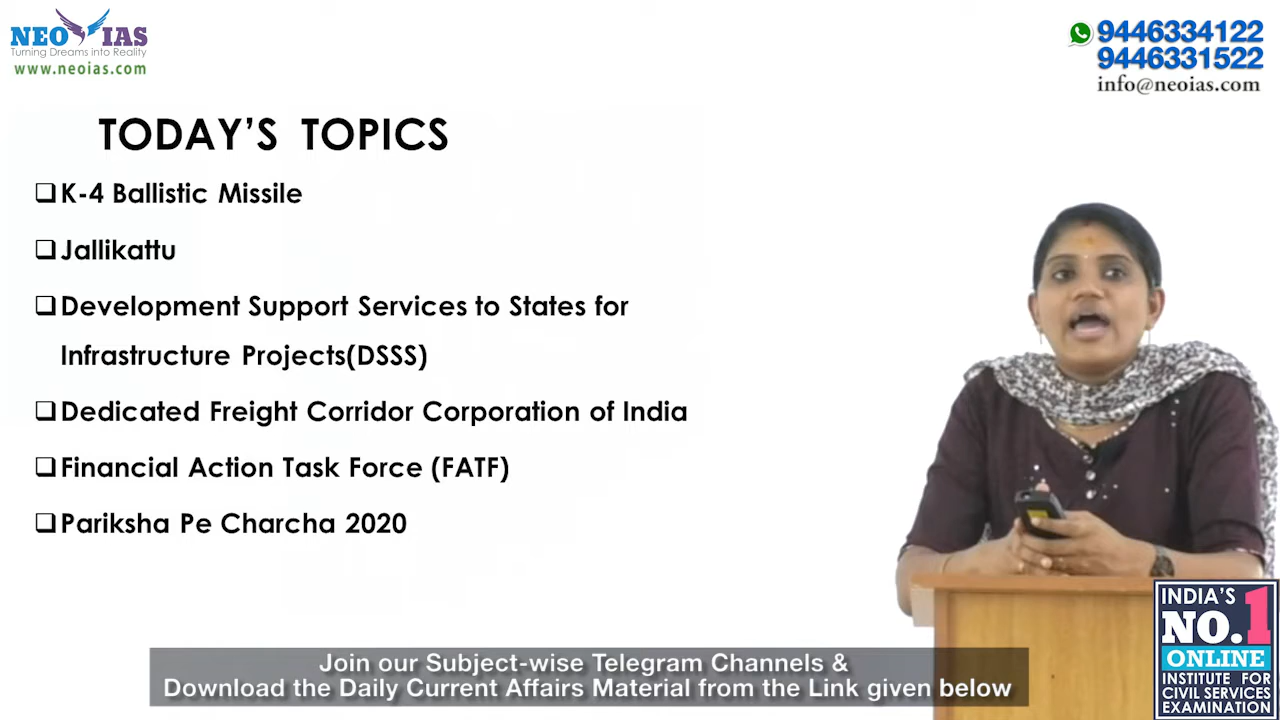 NEO IAS
Turning Dreams into Reality
www.neoias.com
9446334122
9446331522
info@neoias.com
TODAY'S TOPICS
K-4 Ballistic Missile
Jallikattu
Development Support Services to States for
Infrastructure Projects(DSSS)
Dedicated Freight Corridor Corporation of India
Financial Action Task Force (FATF)
Pariksha Pe Charcha 2020
Join our Subject-wise Telegram Channels &
Download the Daily Current Affairs Material from the Link given below
INDIA'S
NO.1
ONLINE
INSTITUTE FOR
CIVIL SERVICES
EXAMINATION